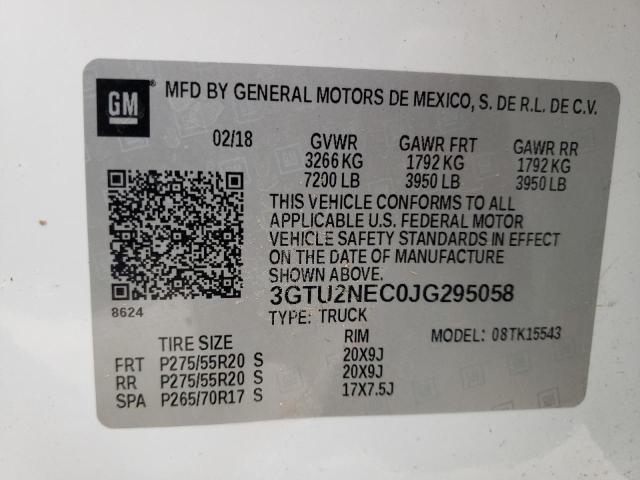 GM
MFD BY GENERAL MOTORS DE MEXICO, S. DE R.L. DE C.V.
02/18 GVWR GAWR FRT GAWR RR
3266 KG 1792 KG 1792 KG
7200 LB 3950 LB 3950 LB
THIS VEHICLE CONFORMS TO ALL
APPLICABLE U.S. FEDERAL MOTOR
VEHICLE SAFETY STANDARDS IN EFFECT
ON THE DATE OF MANUFACTURE
SHOWN ABOVE.
8624
3GTU2NEC0JG295058
TYPE: TRUCK
TIRE SIZE RIM MODEL: 08TK15543
FRT P275/55R20 S 20X9J
RR P275/55R20 S 20X9J
SPA P265/70R17 S 17X7.5J